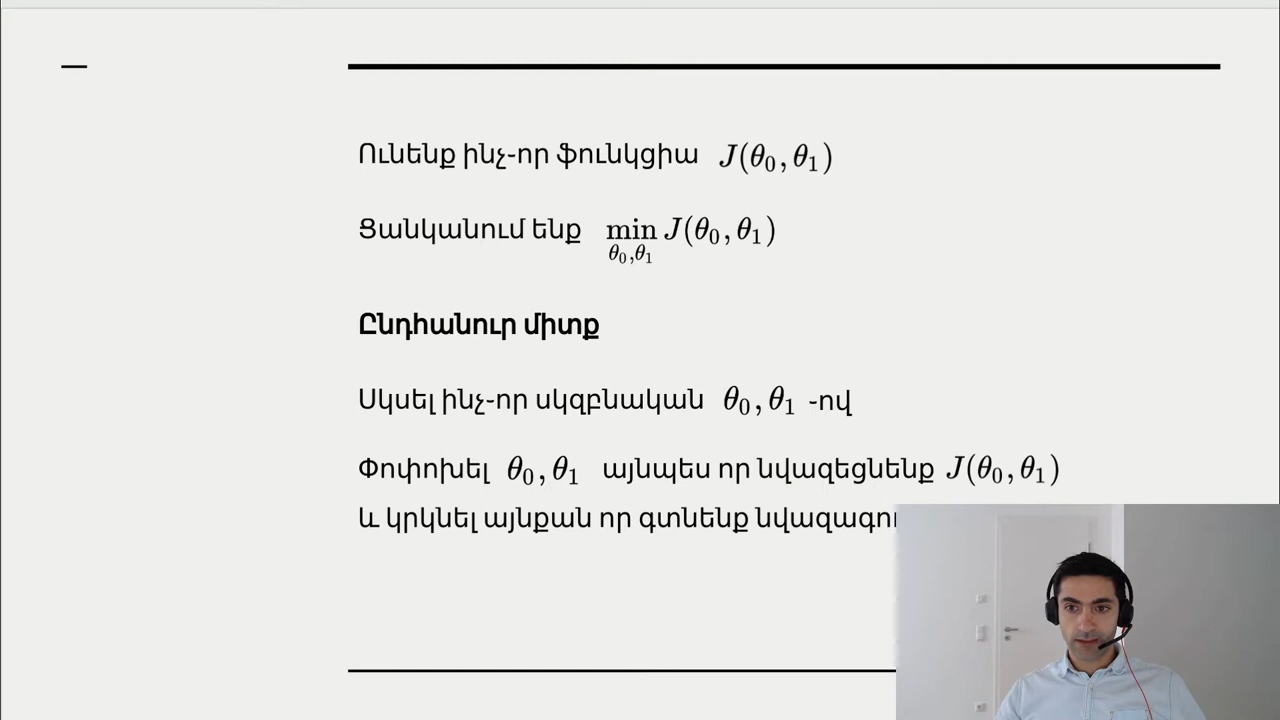 Ունենք ինչ-որ ֆունկցիա J(θ₀, θ₁)
Ցանկանում ենք min J(θ₀, θ₁)
θ₀,θ₁
Ընդհանուր միտք
Սկսել ինչ-որ սկզբնական θ₀, θ₁ -ով
Փոփոխել θ₀, θ₁ այնպես որ նվազեցնենք J(θ₀, θ₁)
և կրկնել այնքան որ գտնենք